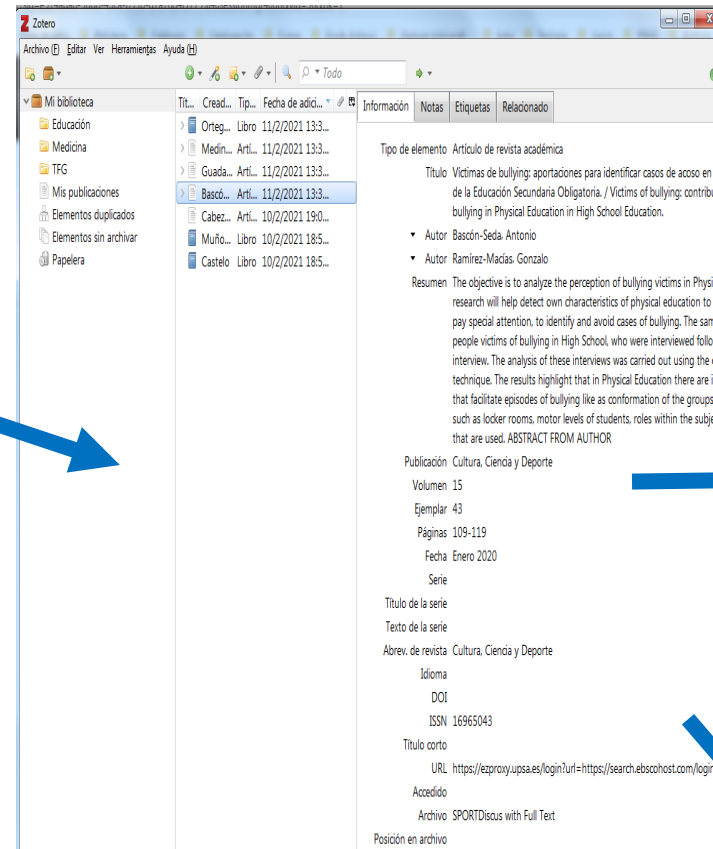 Zotero
Archivo (F) Editar Ver Herramientas Ayuda (H)
Todo
Mi biblioteca
Educación
Medicina
TFG
Mis publicaciones
Elementos duplicados
Elementos sin archivar
Papelera
Tít... Cread... Tip... Fecha de adici...
Orteg... Libro 11/2/2021 13:3...
Medin... Artí... 11/2/2021 13:3...
Guada... Artí... 11/2/2021 13:3...
Bascó... Artí... 11/2/2021 13:3...
Cabez... Artí... 10/2/2021 19:0...
Muño... Libro 10/2/2021 18:5...
Castelo Libro 10/2/2021 18:5...
Información Notas Etiquetas Relacionado
Tipo de elemento Artículo de revista académica
Título Víctimas de bullying: aportaciones para identificar casos de acoso en
de la Educación Secundaria Obligatoria. / Victims of bullying: contribu
bullying in Physical Education in High School Education.
Autor Bascón-Seda, Antonio
Autor Ramírez-Macías, Gonzalo
Resumen The objective is to analyze the perception of bullying victims in Physi
research will help detect own characteristics of physical education to
pay special attention, to identify and avoid cases of bullying. The sam
people victims of bullying in High School, who were interviewed follo
interview. The analysis of these interviews was carried out using the
technique. The results highlight that in Physical Education there are i
that facilitate episodes of bullying like as conformation of the groups
such as locker rooms, motor levels of students, roles within the subje
that are used. ABSTRACT FROM AUTHOR
Publicación Cultura, Ciencia y Deporte
Volumen 15
Ejemplar 43
Páginas 109-119
Fecha Enero 2020
Serie
Título de la serie
Texto de la serie
Abrev. de revista Cultura, Ciencia y Deporte
Idioma
DOI
ISSN 16965043
Título corto
URL https://ezproxy.upsa.es/login?url=https://search.ebscohost.com/login
Accedido
Archivo SPORTDiscus with Full Text
Posición en archivo